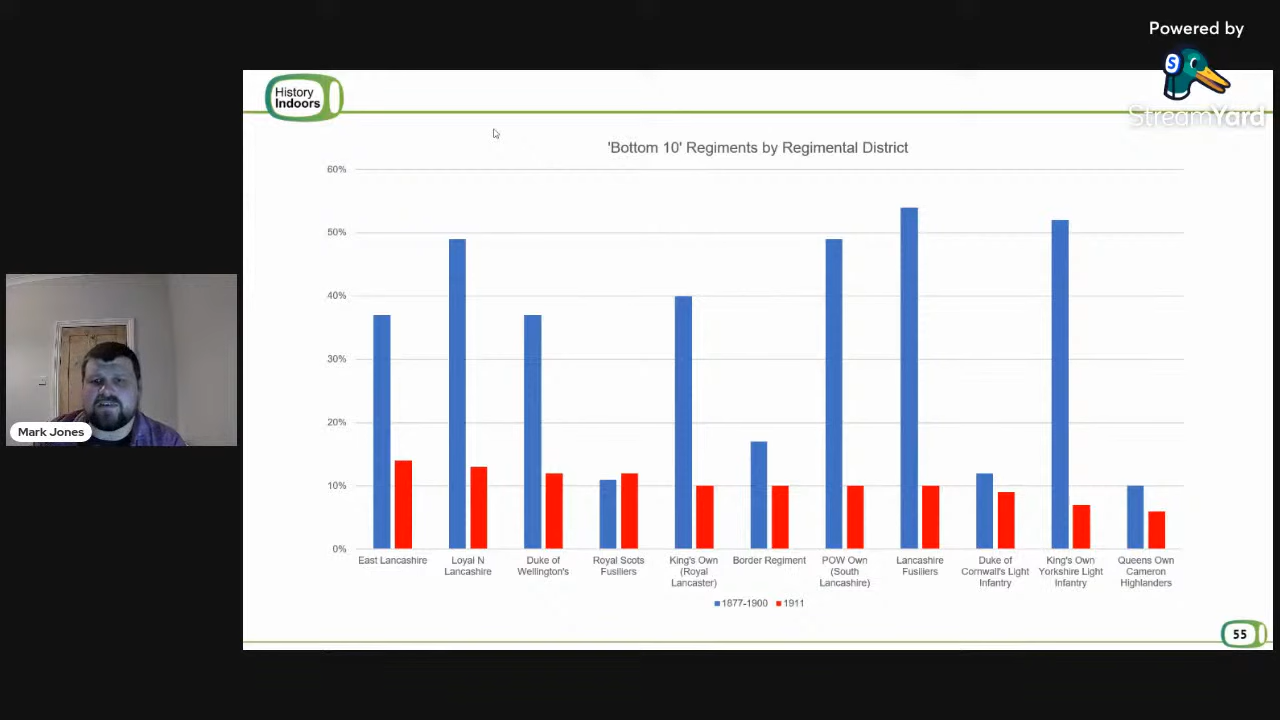 Powered by
S
StreamYard
History
Indoors
'Bottom 10' Regiments by Regimental District
60%
50%
40%
30%
20%
10%
0%
East Lancashire
Loyal N
Lancashire
Duke of
Wellington's
Royal Scots
Fusiliers
King's Own
(Royal
Lancaster)
Border Regiment
POW Own
(South
Lancashire)
Lancashire
Fusiliers
Duke of
Cornwall's Light
Infantry
King's Own
Yorkshire Light
Infantry
Queens Own
Cameron
Highlanders
1877-1900 1911
Mark Jones
55